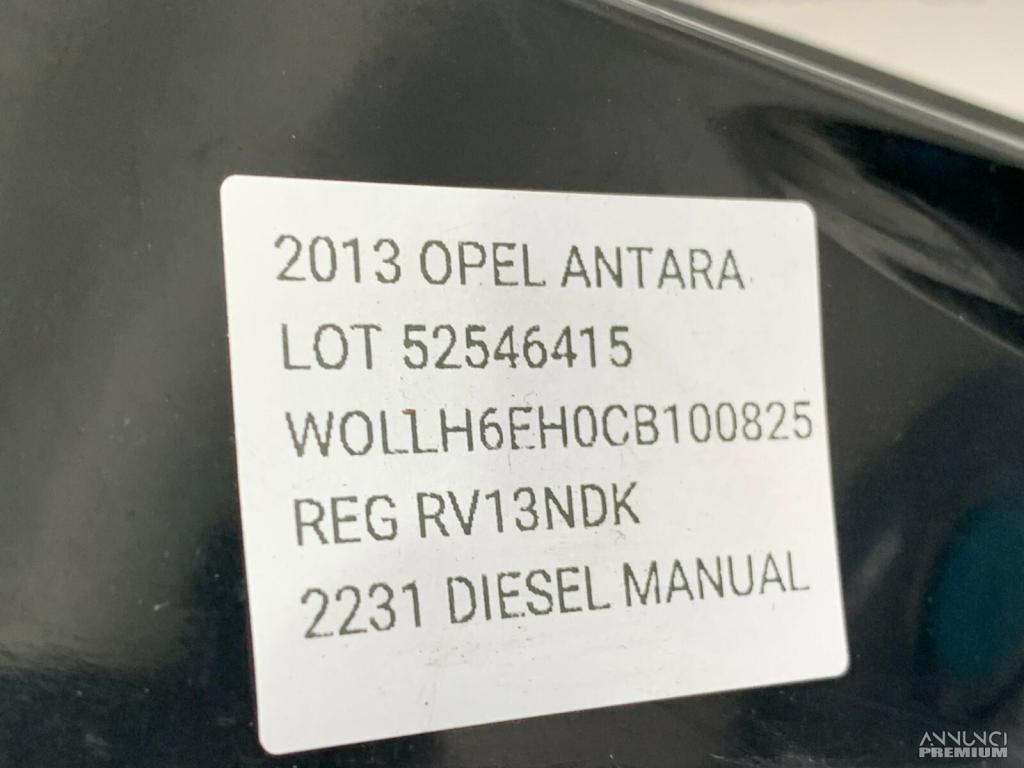 2013 OPEL ANTARA
LOT 52546415
WOLLH6EH0CB100825
REG RV13NDK
2231 DIESEL MANUAL
ANNUNCI
PREMIUM